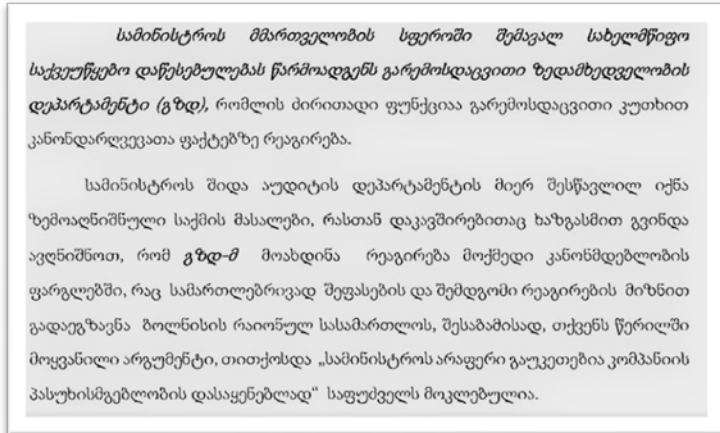 სამინისტროს მმართველობის სფეროში შემავალ სახელმწიფო
საქვეუწყებო დაწესებულებას წარმოადგენს გარემოსდაცვითი ზედამხედველობის
დეპარტამენტი (გზდ), რომლის ძირითადი ფუნქციაა გარემოსდაცვითი კუთხით
კანონდარღვევათა ფაქტებზე რეაგირება.
სამინისტროს შიდა აუდიტის დეპარტამენტის მიერ შესწავლილ იქნა
ზემოაღნიშნული საქმის მასალები, რასთან დაკავშირებითაც ხაზგასმით გვინდა
ავღნიშნოთ, რომ გზდ-მ მოახდინა რეაგირება მოქმედი კანონმდებლობის
ფარგლებში, რაც სამართლებრივად შეფასების და შემდგომი რეაგირების მიზნით
გადაეგზავნა ბოლნისის რაიონულ სასამართლოს, შესაბამისად, თქვენს წერილში
მოყვანილი არგუმენტი, თითქოსდა „სამინისტროს არაფერი გაუკეთებია კომპანიის
პასუხისმგებლობის დასაყენებლად“ საფუძველს მოკლებულია.